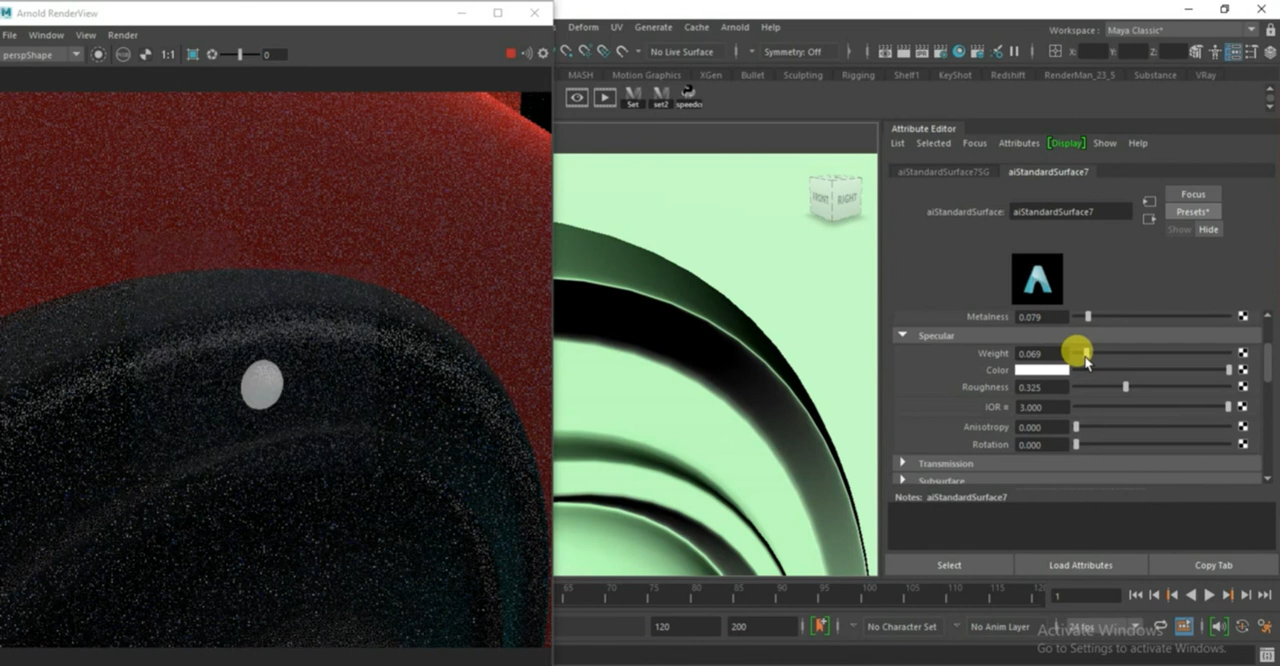 Arnold RenderView
File Window View Render
perspShape
1:1
0
Deform UV Generate Cache Arnold Help
Workspace : Maya Classic*
No Live Surface
Symmetry: Off
X:
Y:
Z:
MASH Motion Graphics XGen Bullet Sculpting Rigging Shelf1 KeyShot Redshift RenderMan_23_5 Substance VRay
Set set2 speedcu
FRONT RIGHT
Attribute Editor
List Selected Focus Attributes [Display] Show Help
aiStandardSurface7SG aiStandardSurface7
aiStandardSurface: aiStandardSurface7
Focus
Presets*
Show Hide
Metalness 0.079
Specular
Weight 0.069
Color
Roughness 0.325
IOR 3.000
Anisotropy 0.000
Rotation 0.000
Transmission
Subsurface
Notes: aiStandardSurface7
Select Load Attributes Copy Tab
65 70 75 80 85 90 95 100 105 110 115 120
1
120 200
No Character Set
No Anim Layer
24 fps
Activate Windows
Go to Settings to activate Windows.